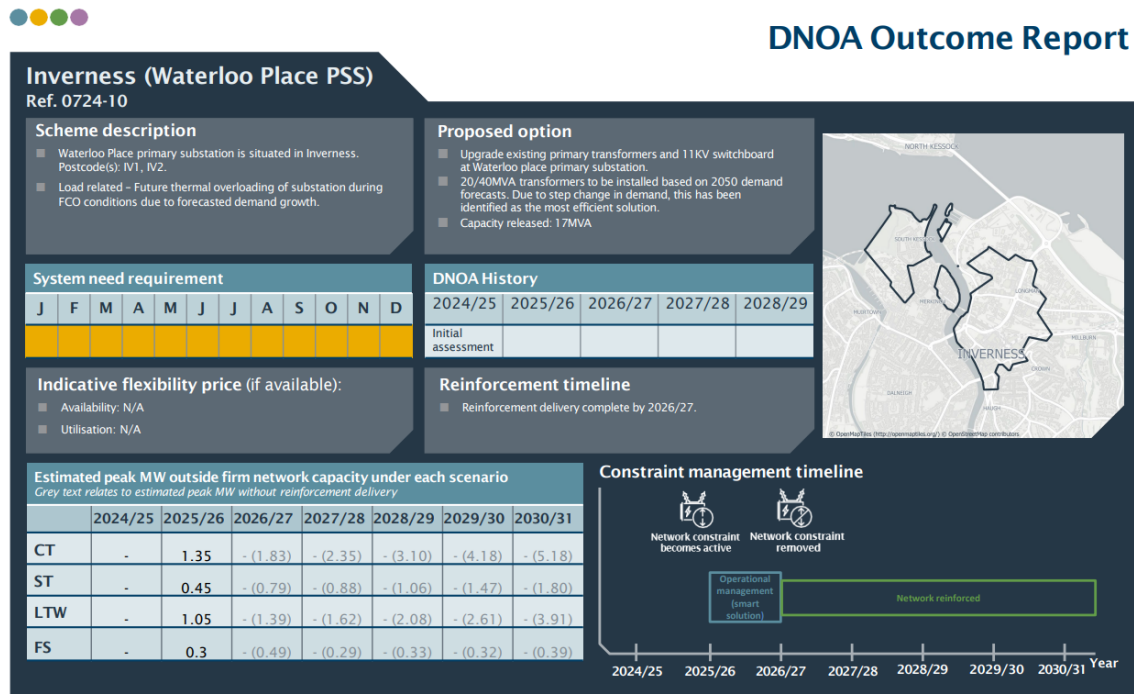 DNOA Outcome Report
Inverness (Waterloo Place PSS)
Ref. 0724-10
Scheme description
Waterloo Place primary substation is situated in Inverness.
Postcode(s): IV1, IV2.
Load related – Future thermal overloading of substation during
FCO conditions due to forecasted demand growth.
Proposed option
Upgrade existing primary transformers and 11KV switchboard
at Waterloo place primary substation.
20/40MVA transformers to be installed based on 2050 demand
forecasts. Due to step change in demand, this has been
identified as the most efficient solution.
Capacity released: 17MVA
NORTH KESSOCK
SOUTH KESSOCK
LONGMAN
MERKINCH
MUIRTOWN
MILLBURN
INVERNESS
CROWN
DALNEIGH
HAUGH
© OpenMapTiles (http://openmaptiles.org/) © OpenStreetMap contributors
System need requirement
J F M A M J J A S O N D
DNOA History
2024/25 2025/26 2026/27 2027/28 2028/29
Initial
assessment
Indicative flexibility price (if available):
Availability: N/A
Utilisation: N/A
Reinforcement timeline
Reinforcement delivery complete by 2026/27.
Estimated peak MW outside firm network capacity under each scenario
Grey text relates to estimated peak MW without reinforcement delivery
2024/25 2025/26 2026/27 2027/28 2028/29 2029/30 2030/31
CT - 1.35 - (1.83) - (2.35) - (3.10) - (4.18) - (5.18)
ST - 0.45 - (0.79) - (0.88) - (1.06) - (1.47) - (1.80)
LTW - 1.05 - (1.39) - (1.62) - (2.08) - (2.61) - (3.91)
FS - 0.3 - (0.49) - (0.29) - (0.33) - (0.32) - (0.39)
Constraint management timeline
Network constraint
becomes active
Network constraint
removed
Operational
management
(smart
solution)
Network reinforced
2024/25 2025/26 2026/27 2027/28 2028/29 2029/30 2030/31 Year